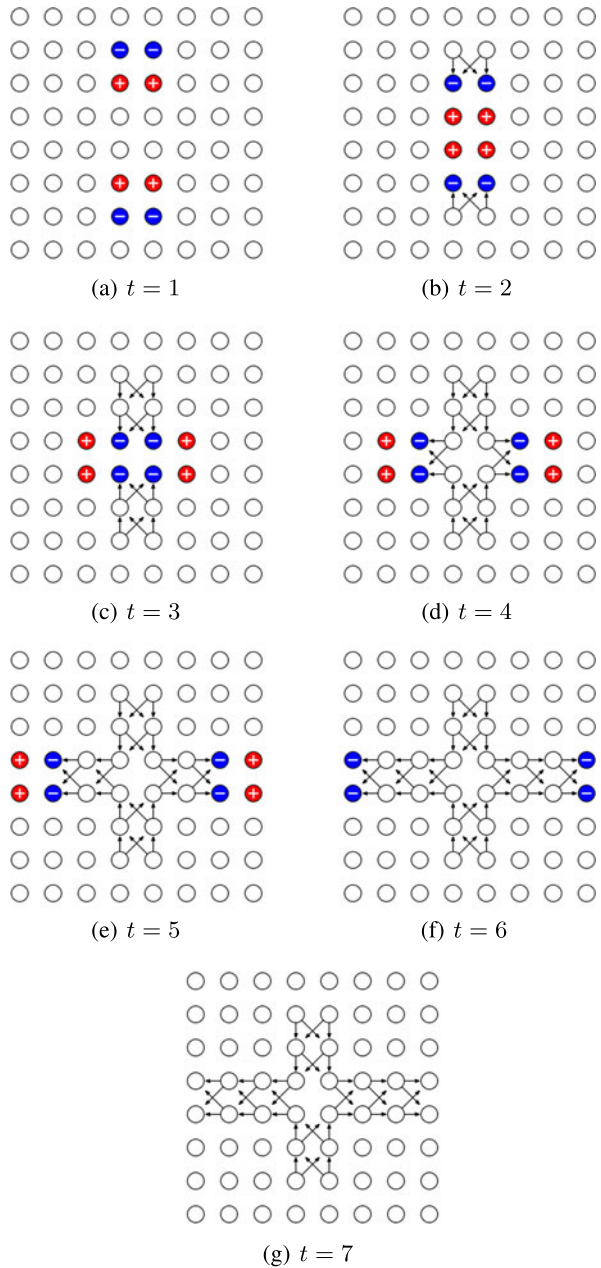 (a) t = 1
(b) t = 2
(c) t = 3
(d) t = 4
(e) t = 5
(f) t = 6
(g) t = 7